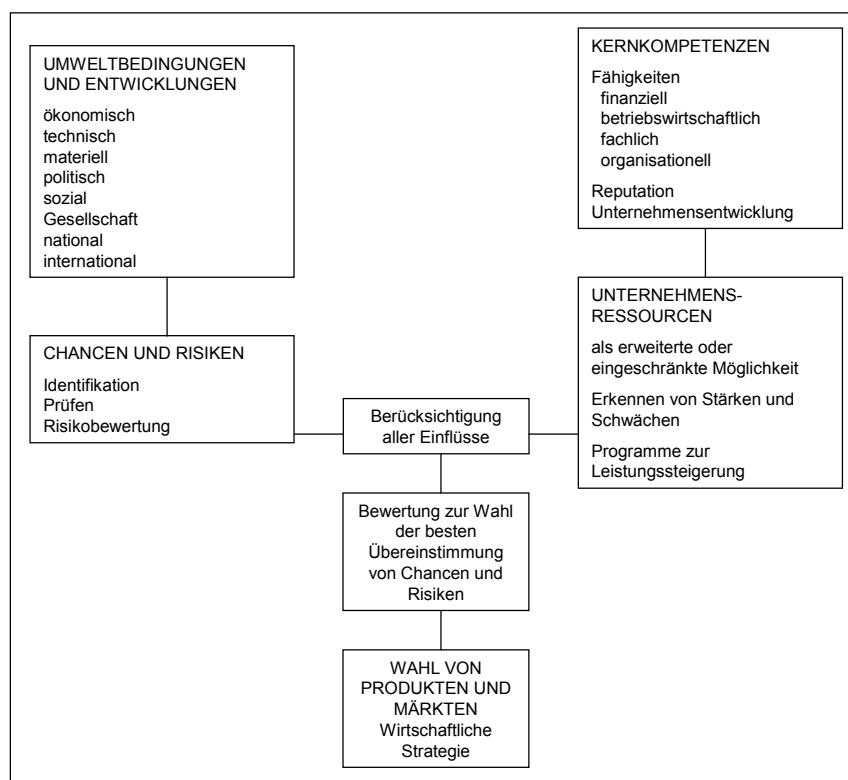 UMWELTBEDINGUNGEN
UND ENTWICKLUNGEN
ökonomisch
technisch
materiell
politisch
sozial
Gesellschaft
national
international
CHANCEN UND RISIKEN
Identifikation
Prüfen
Risikobewertung
KERNKOMPETENZEN
Fähigkeiten
finanziell
betriebswirtschaftlich
fachlich
organisationell
Reputation
Unternehmensentwicklung
UNTERNEHMENS-
RESSOURCEN
als erweiterte oder
eingeschränkte Möglichkeit
Erkennen von Stärken und
Schwächen
Programme zur
Leistungssteigerung
Berücksichtigung
aller Einflüsse
Bewertung zur Wahl
der besten
Übereinstimmung
von Chancen und
Risiken
WAHL VON
PRODUKTEN UND
MÄRKTEN
Wirtschaftliche
Strategie